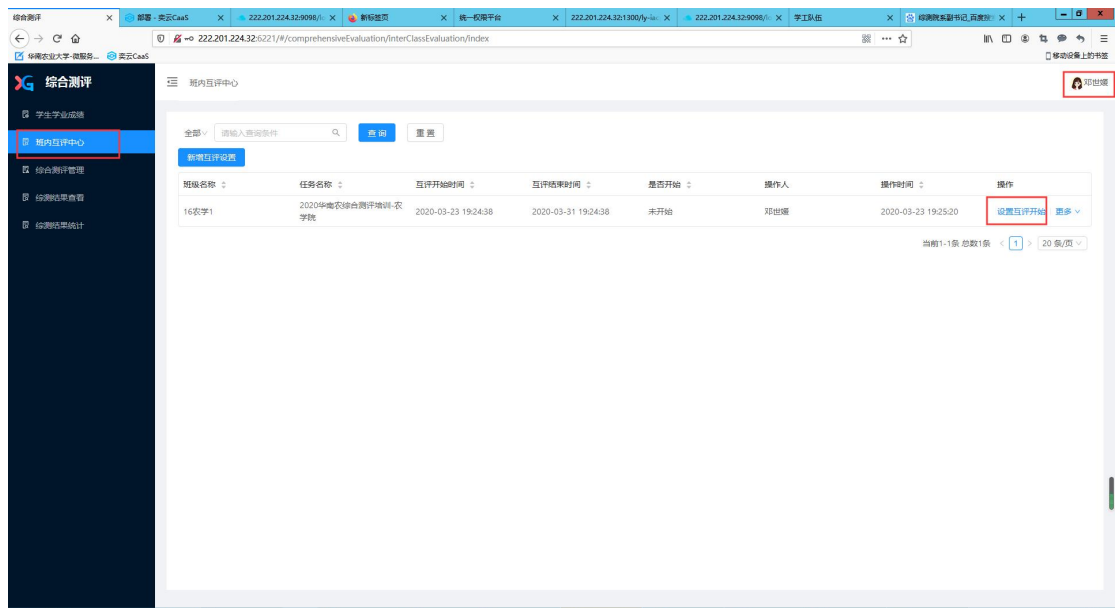 综合测评
部署 - 奕云CaaS
222.201.224.32:9098/
新标签页
统一权限平台
222.201.224.32:1300/ly-
222.201.224.32:9098/
学工队伍
综测院系副书记_百度
222.201.224.32:6221/#/comprehensiveEvaluation/interClassEvaluation/index
华南农业大学-微服务...
奕云CaaS
移动设备上的书签
XG 综合测评
班内互评中心
邓世媛
学生学业成绩
班内互评中心
综合测评管理
综测结果查看
综测结果统计
全部 请输入查询条件 查 询 重 置
新增互评设置
班级名称 任务名称 互评开始时间 互评结束时间 是否开始 操作人 操作时间 操作
16农学1 2020华南农综合测评培训-农学院 2020-03-23 19:24:38 2020-03-31 19:24:38 未开始 邓世媛 2020-03-23 19:25:20 设置互评开始 更多
当前1-1条 总数1条 < 1 > 20 条/页